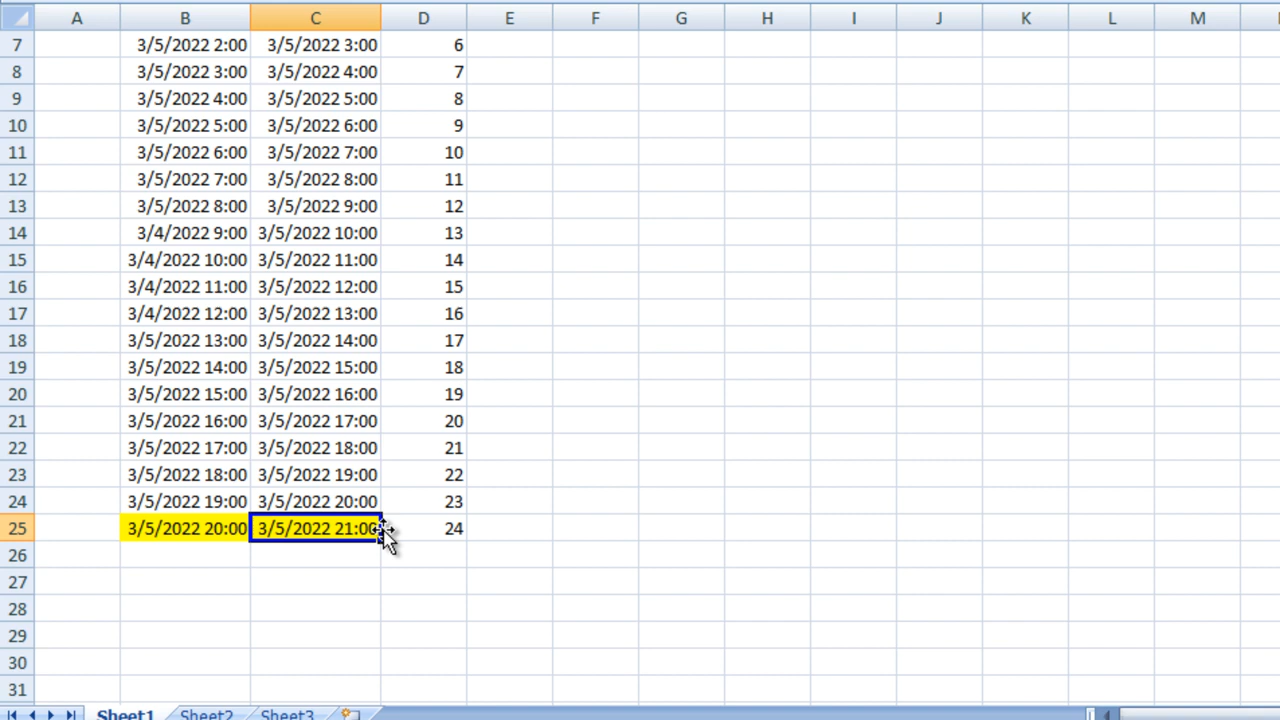 A B C D E F G H I J K L M
7 3/5/2022 2:00 3/5/2022 3:00 6
8 3/5/2022 3:00 3/5/2022 4:00 7
9 3/5/2022 4:00 3/5/2022 5:00 8
10 3/5/2022 5:00 3/5/2022 6:00 9
11 3/5/2022 6:00 3/5/2022 7:00 10
12 3/5/2022 7:00 3/5/2022 8:00 11
13 3/5/2022 8:00 3/5/2022 9:00 12
14 3/4/2022 9:00 3/5/2022 10:00 13
15 3/4/2022 10:00 3/5/2022 11:00 14
16 3/4/2022 11:00 3/5/2022 12:00 15
17 3/4/2022 12:00 3/5/2022 13:00 16
18 3/5/2022 13:00 3/5/2022 14:00 17
19 3/5/2022 14:00 3/5/2022 15:00 18
20 3/5/2022 15:00 3/5/2022 16:00 19
21 3/5/2022 16:00 3/5/2022 17:00 20
22 3/5/2022 17:00 3/5/2022 18:00 21
23 3/5/2022 18:00 3/5/2022 19:00 22
24 3/5/2022 19:00 3/5/2022 20:00 23
25 3/5/2022 20:00 3/5/2022 21:00 24
26
27
28
29
30
31
Sheet1 Sheet2 Sheet3